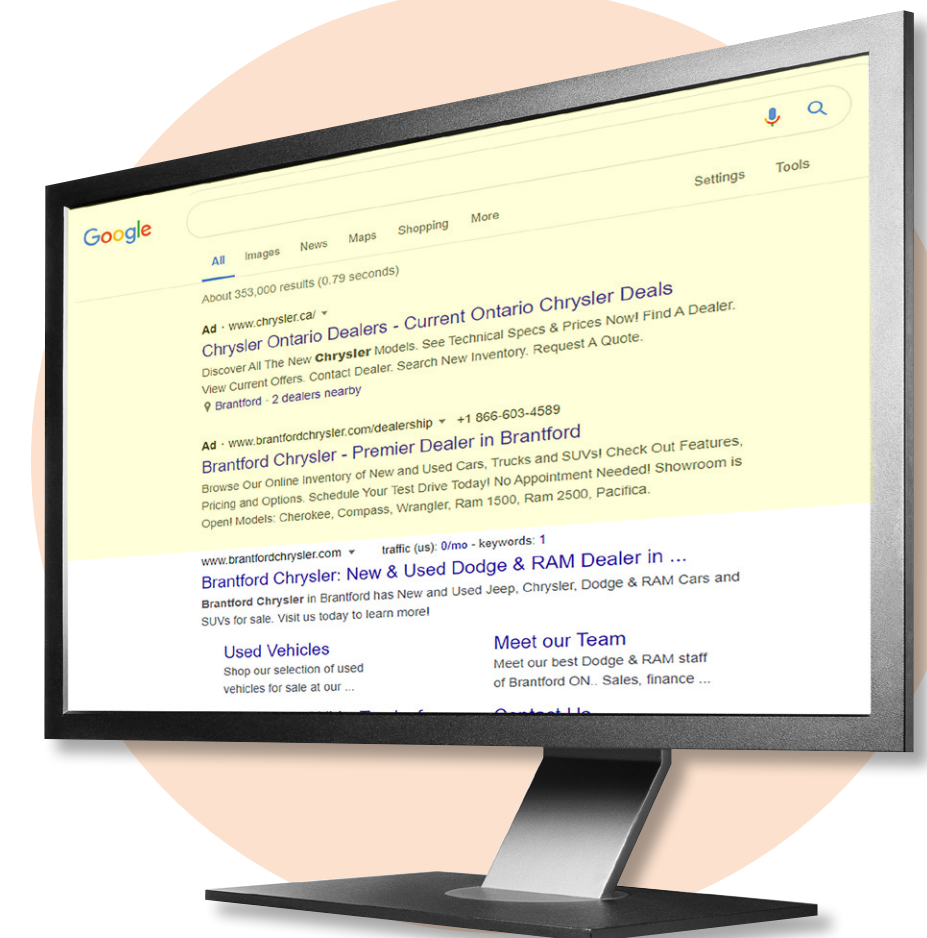 Google
All Images News Maps Shopping More Settings Tools
About 353,000 results (0.79 seconds)
Ad · www.chrysler.ca/
Chrysler Ontario Dealers - Current Ontario Chrysler Deals
Discover All The New Chrysler Models. See Technical Specs & Prices Now! Find A Dealer.
View Current Offers. Contact Dealer. Search New Inventory. Request A Quote.
Brantford · 2 dealers nearby
Ad · www.brantfordchrysler.com/dealership +1 866-603-4589
Brantford Chrysler - Premier Dealer in Brantford
Browse Our Online Inventory of New and Used Cars, Trucks and SUVs! Check Out Features,
Pricing and Options. Schedule Your Test Drive Today! No Appointment Needed! Showroom is
Open! Models: Cherokee, Compass, Wrangler, Ram 1500, Ram 2500, Pacifica.
www.brantfordchrysler.com traffic (us): 0/mo - keywords: 1
Brantford Chrysler: New & Used Dodge & RAM Dealer in ...
Brantford Chrysler in Brantford has New and Used Jeep, Chrysler, Dodge & RAM Cars and
SUVs for sale. Visit us today to learn more!
Used Vehicles
Shop our selection of used
vehicles for sale at our ...
Meet our Team
Meet our best Dodge & RAM staff
of Brantford ON.. Sales, finance ...
Contact Us